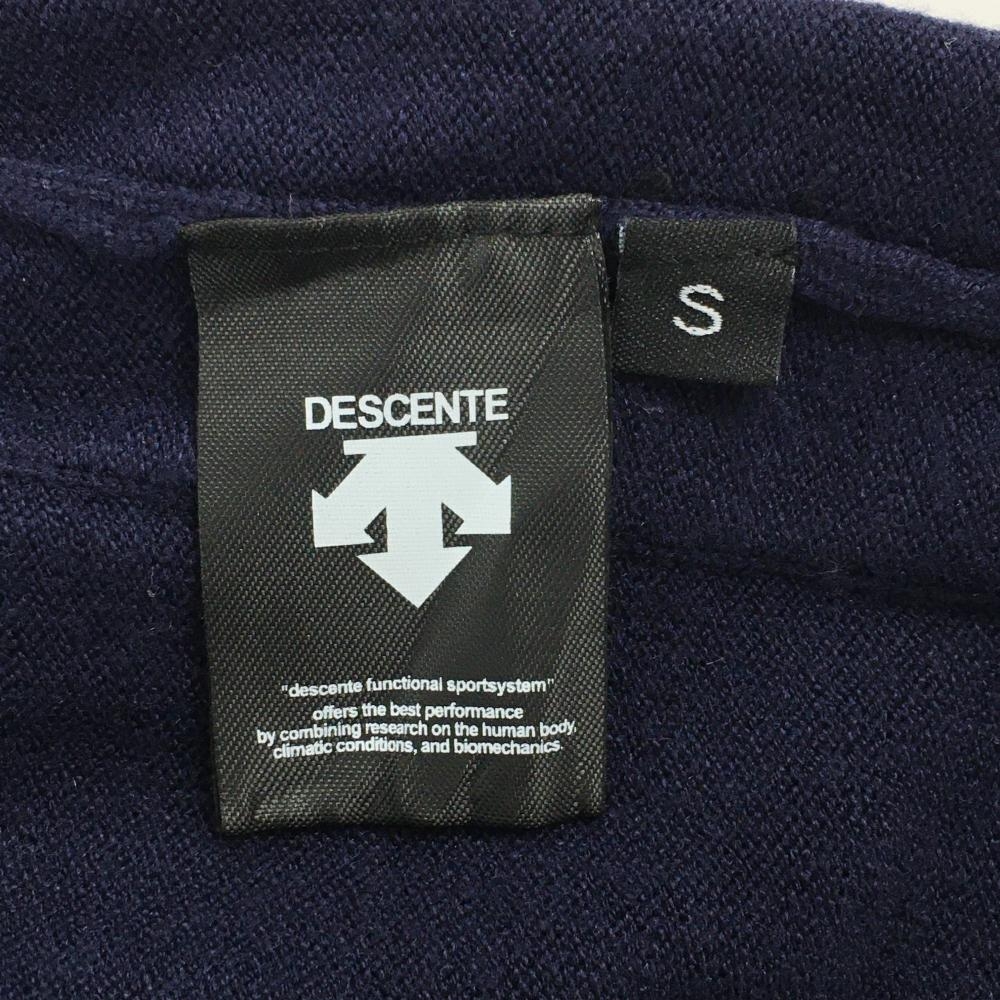 DESCENTE
S
"descente functional sportsystem"
offers the best performance
by combining research on the human body,
climatic conditions, and biomechanics.